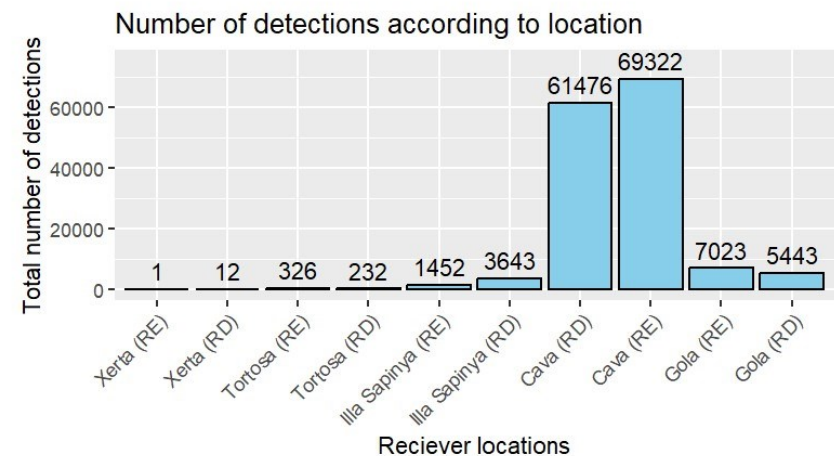 Number of detections according to location
Total number of detections
60000
40000
20000
0
1
12
326
232
1452
3643
61476
69322
7023
5443
Xerta (RE)
Xerta (RD)
Tortosa (RE)
Tortosa (RD)
Illa Sapinya (RE)
Illa Sapinya (RD)
Cava (RD)
Cava (RE)
Gola (RE)
Gola (RD)
Reciever locations